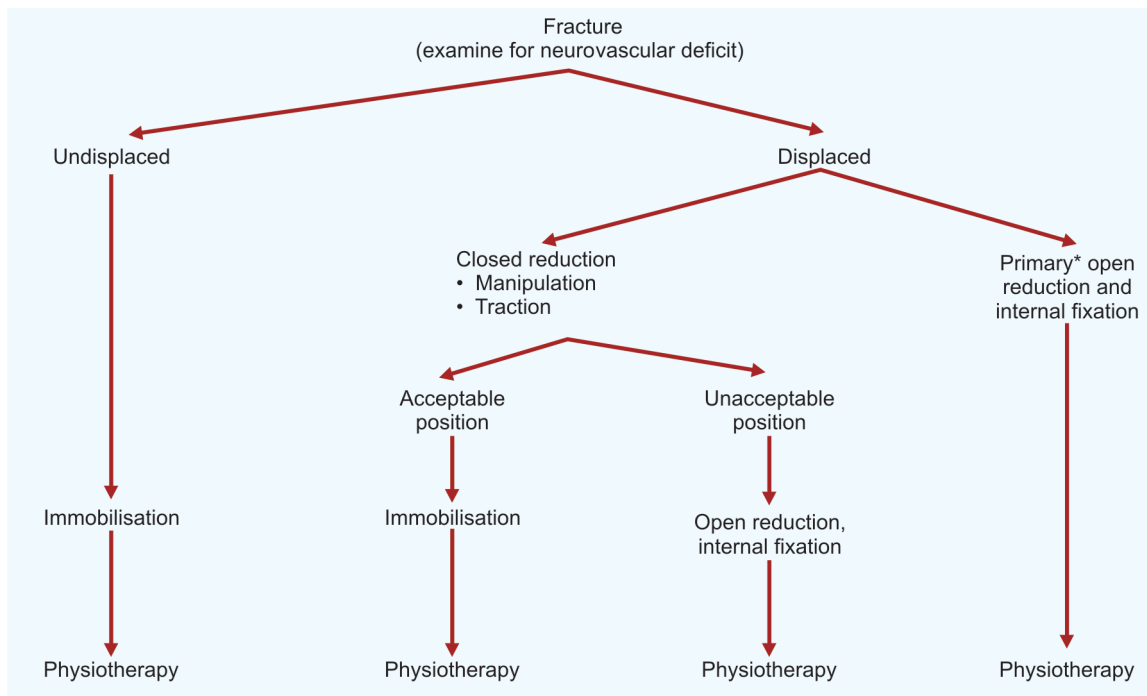 Fracture
(examine for neurovascular deficit)
Undisplaced
Displaced
Closed reduction
• Manipulation
• Traction
Primary* open
reduction and
internal fixation
Acceptable
position
Unacceptable
position
Immobilisation
Immobilisation
Open reduction,
internal fixation
Physiotherapy
Physiotherapy
Physiotherapy
Physiotherapy